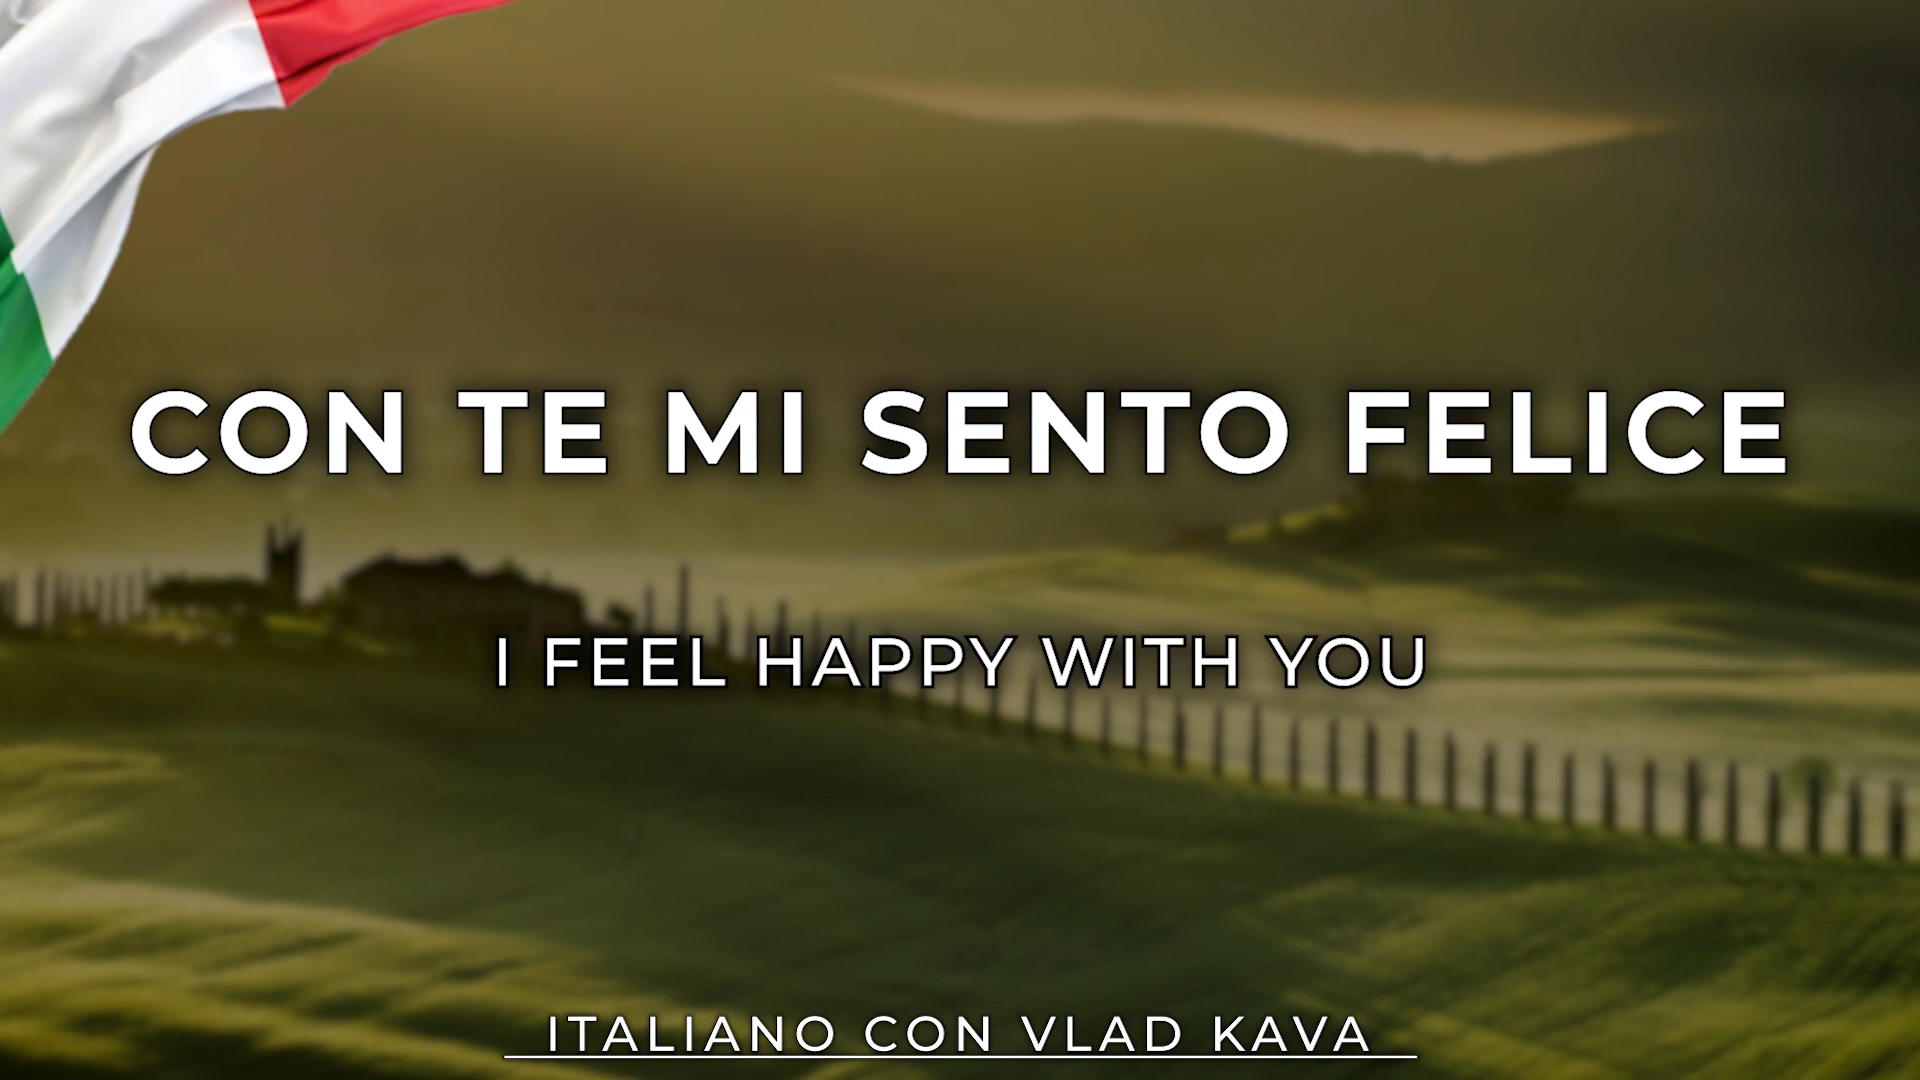 CON TE MI SENTO FELICE
I FEEL HAPPY WITH YOU
ITALIANO CON VLAD KAVA